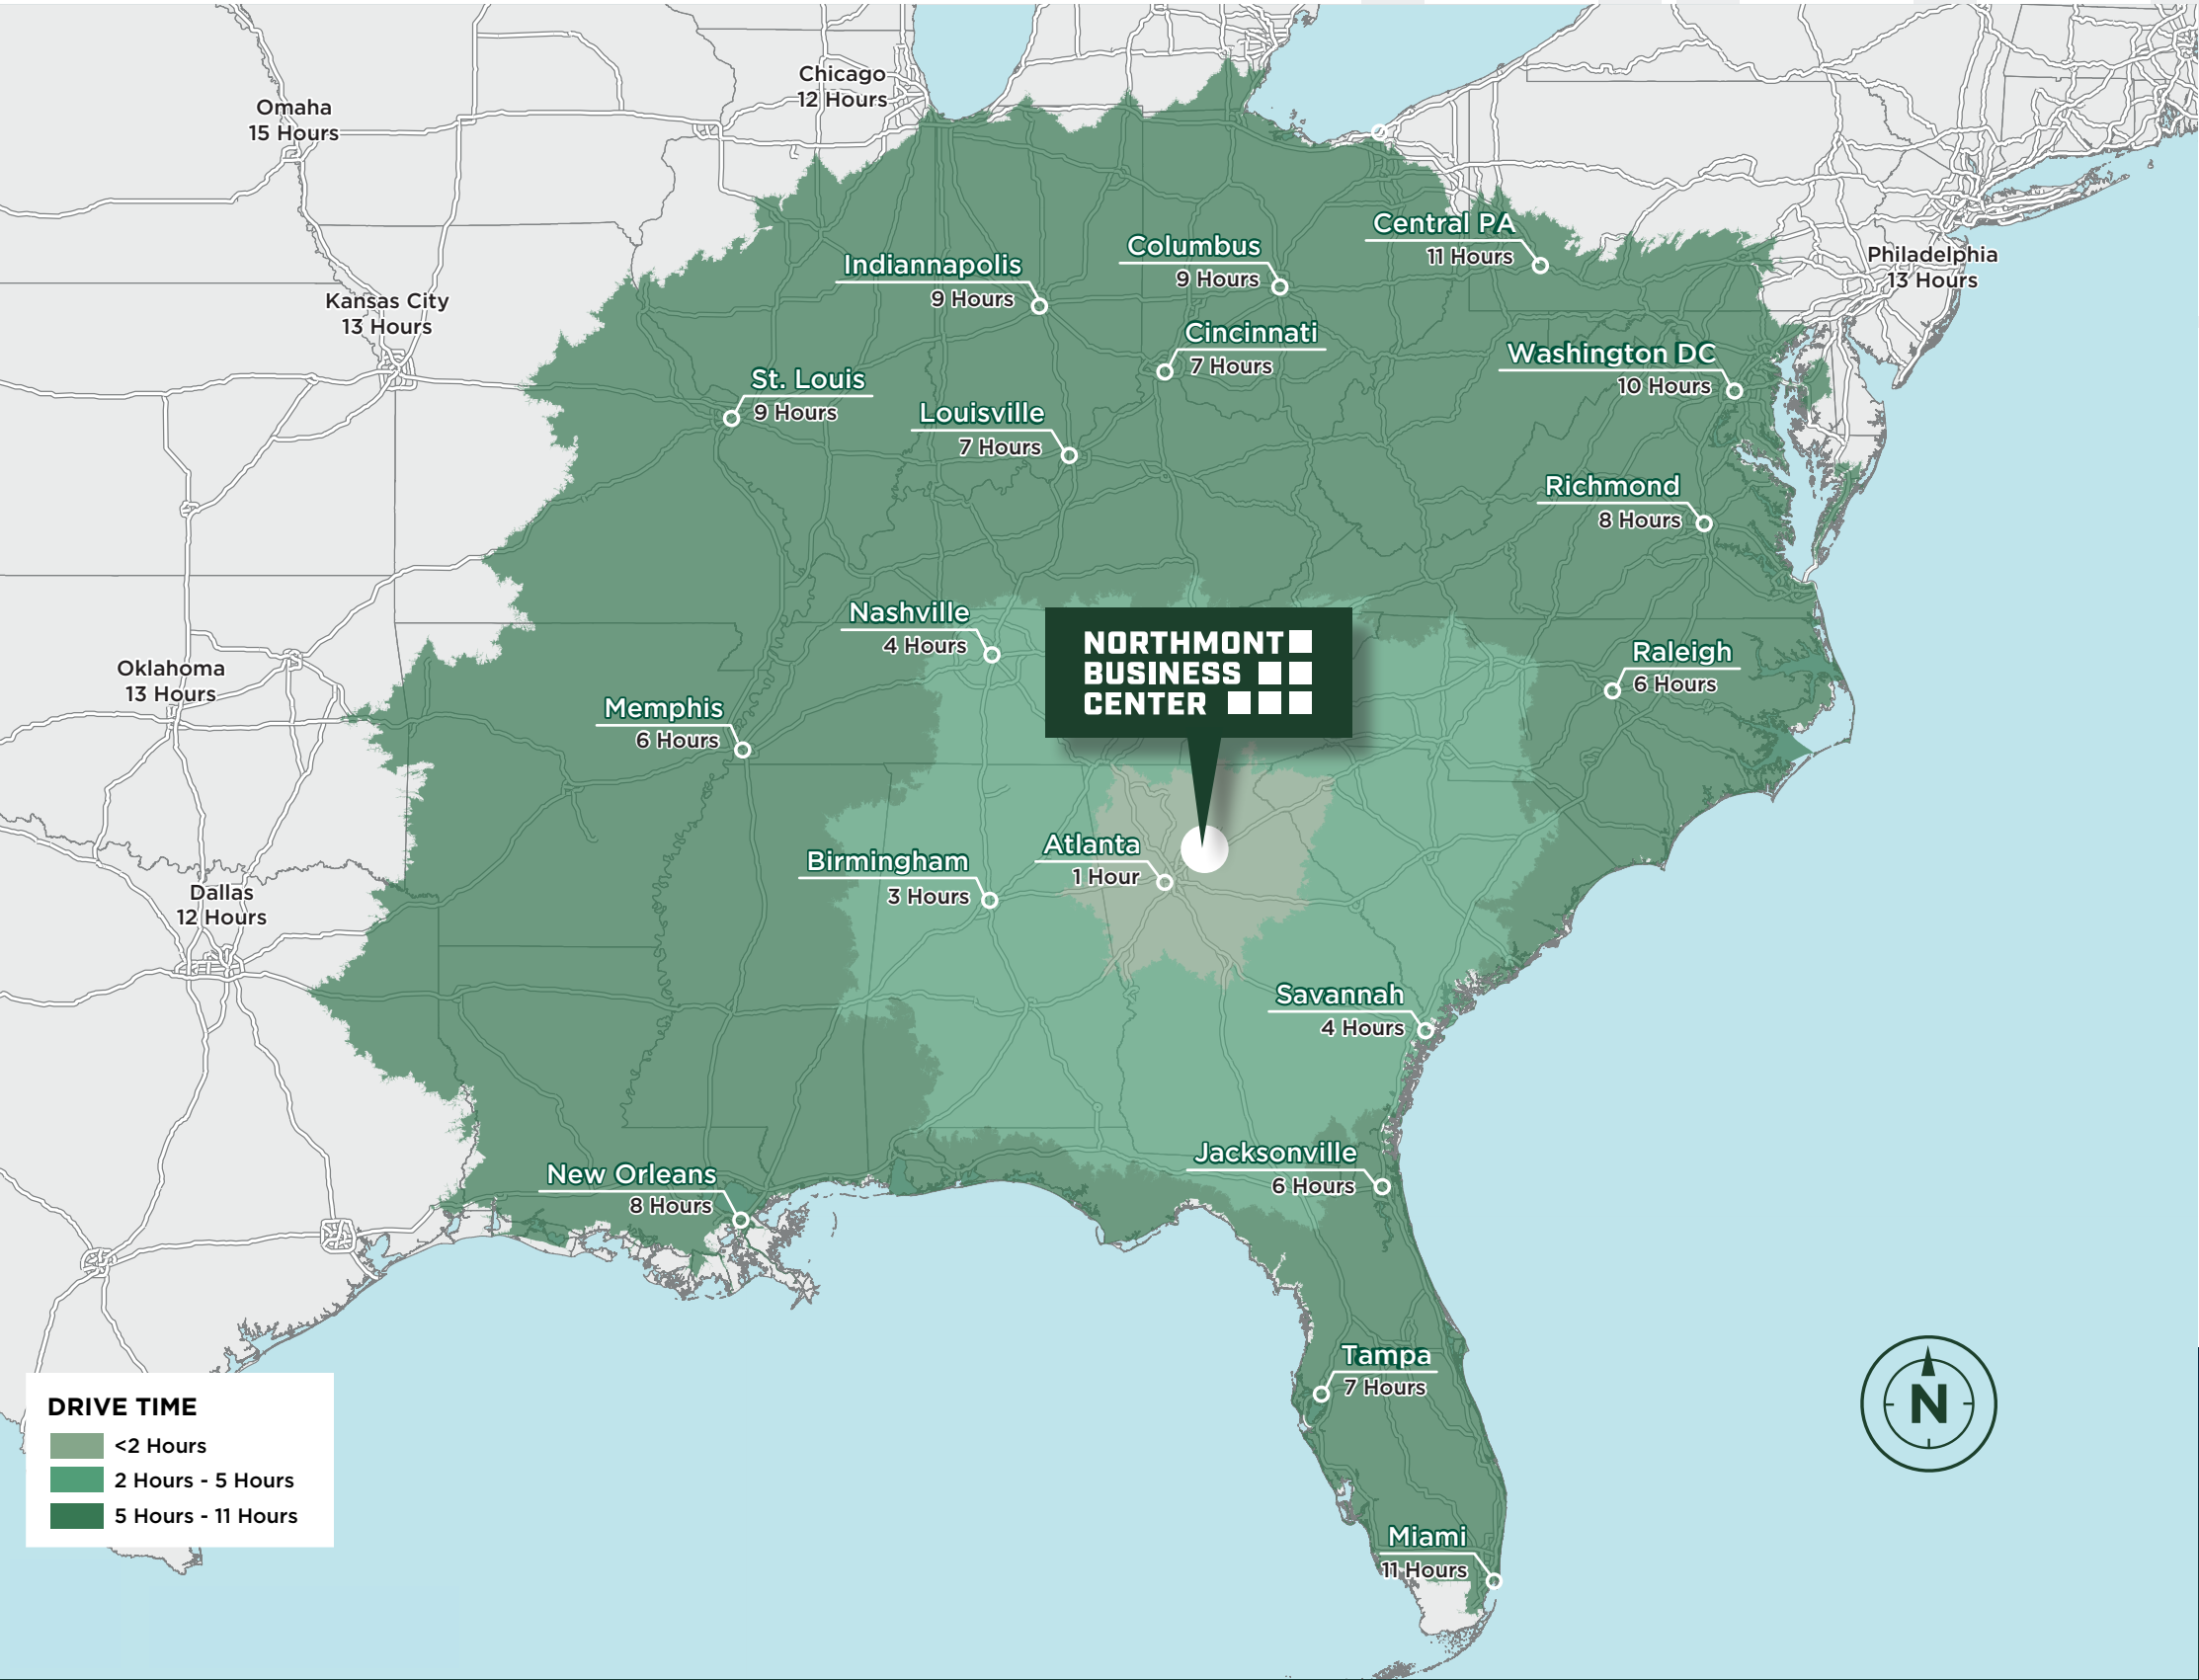 Chicago
12 Hours
Omaha
15 Hours
Central PA
11 Hours
Columbus
9 Hours
Philadelphia
13 Hours
Indiannapolis
9 Hours
Kansas City
13 Hours
Cincinnati
7 Hours
Washington DC
10 Hours
St. Louis
9 Hours
Louisville
7 Hours
Richmond
8 Hours
Nashville
4 Hours
NORTHMONT
BUSINESS
CENTER
Raleigh
6 Hours
Oklahoma
13 Hours
Memphis
6 Hours
Atlanta
1 Hour
Birmingham
3 Hours
Dallas
12 Hours
Savannah
4 Hours
Jacksonville
6 Hours
New Orleans
8 Hours
Tampa
7 Hours
DRIVE TIME
<2 Hours
2 Hours - 5 Hours
5 Hours - 11 Hours
N
Miami
11 Hours